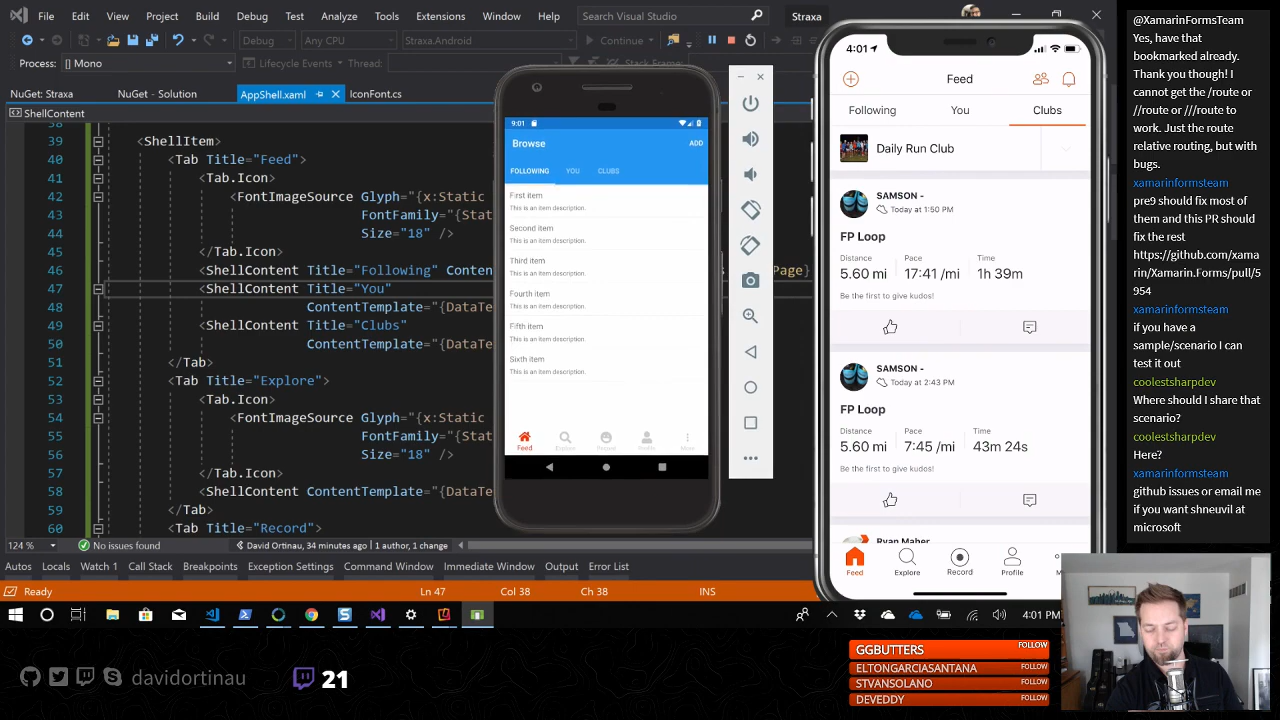 File Edit View Project Build Debug Test Analyze Tools Extensions Window Help Search Visual Studio Straxa
Debug Any CPU Straxa.Android Continue
Process: [] Mono Lifecycle Events Thread: Stack Frame:
NuGet: Straxa NuGet - Solution AppShell.xaml IconFont.cs
ShellContent
38
39 <ShellItem>
40 <Tab Title="Feed">
41 <Tab.Icon>
42 <FontImageSource Glyph="{x:Static
43 FontFamily="{Stat
44 Size="18" />
45 </Tab.Icon>
46 <ShellContent Title="Following" Conten Page}
47 <ShellContent Title="You"
48 ContentTemplate="{DataTe
49 <ShellContent Title="Clubs"
50 ContentTemplate="{DataTe
51 </Tab>
52 <Tab Title="Explore">
53 <Tab.Icon>
54 <FontImageSource Glyph="{x:Static
55 FontFamily="{Stat
56 Size="18" />
57 </Tab.Icon>
58 <ShellContent ContentTemplate="{DataTe
59 </Tab>
60 <Tab Title="Record">
124 % No issues found David Ortinau, 34 minutes ago | 1 author, 1 change
Autos Locals Watch 1 Call Stack Breakpoints Exception Settings Command Window Immediate Window Output Error List
Ready Ln 47 Col 38 Ch 38 INS
4:01 PM
9:01
Browse ADD
FOLLOWING YOU CLUBS
First item
This is an item description.
Second item
This is an item description.
Third item
This is an item description.
Fourth item
This is an item description.
Fifth item
This is an item description.
Sixth item
This is an item description.
Feed Explore Record Profile More
4:01
Feed
Following You Clubs
Daily Run Club
SAMSON -
Today at 1:50 PM
FP Loop
Distance Pace Time
5.60 mi 17:41 /mi 1h 39m
Be the first to give kudos!
SAMSON -
Today at 2:43 PM
FP Loop
Distance Pace Time
5.60 mi 7:45 /mi 43m 24s
Be the first to give kudos!
Ryan Maher
Feed Explore Record Profile
@XamarinFormsTeam
Yes, have that
bookmarked already.
Thank you though! I
cannot get the /route or
//route or ///route to
work. Just the route
relative routing, but with
bugs.
xamarinformsteam
pre9 should fix most of
them and this PR should
fix the rest
https://github.com/xama
rin/Xamarin.Forms/pull/5
954
xamarinformsteam
if you have a
sample/scenario I can
test it out
coolestsharpdev
Where should I share that
scenario?
coolestsharpdev
Here?
xamarinformsteam
github issues or email me
if you want shneuvil at
microsoft
davidortinau 21
GGBUTTERS FOLLOW
ELTONGARCIASANTANA FOLLOW
STVANSOLANO FOLLOW
DEVEDDY FOLLOW